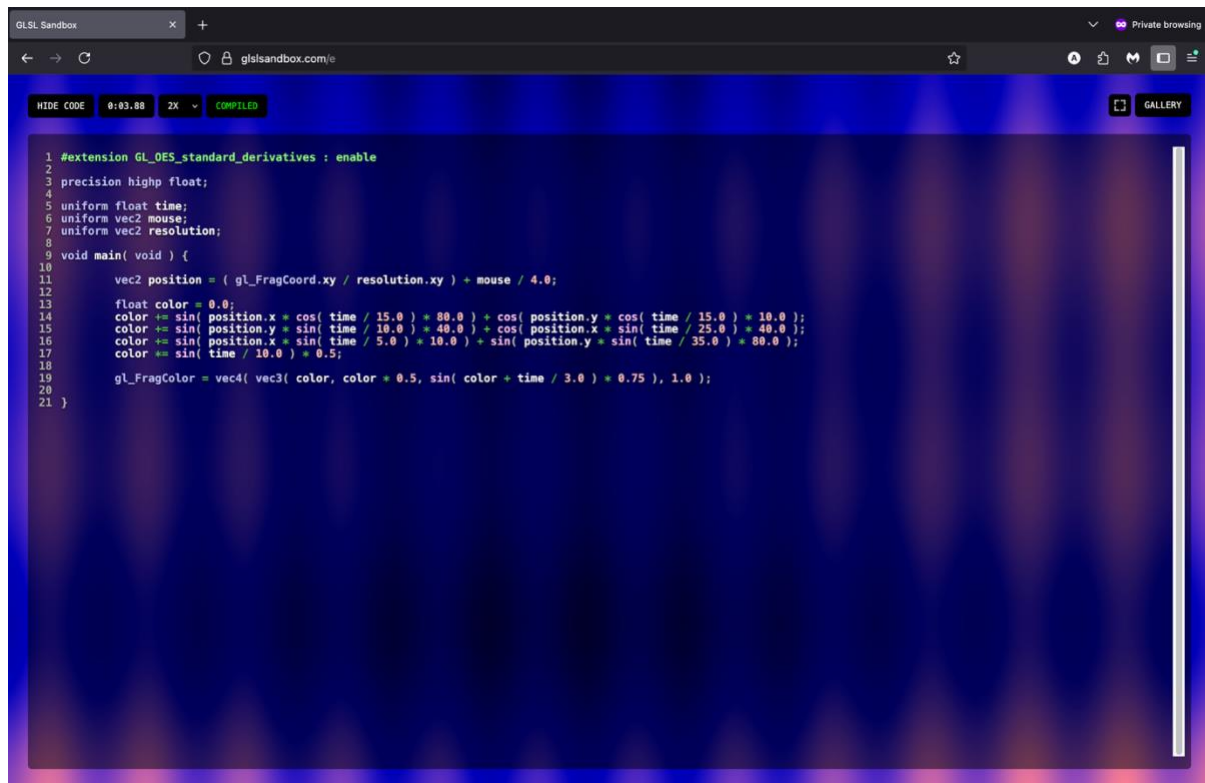 GLSL Sandbox
Private browsing
glslsandbox.com/e
HIDE CODE 0:03.88 2X COMPILED GALLERY
1 #extension GL_OES_standard_derivatives : enable
2
3 precision highp float;
4
5 uniform float time;
6 uniform vec2 mouse;
7 uniform vec2 resolution;
8
9 void main( void ) {
10
11 vec2 position = ( gl_FragCoord.xy / resolution.xy ) + mouse / 4.0;
12
13 float color = 0.0;
14 color += sin( position.x * cos( time / 15.0 ) * 80.0 ) + cos( position.y * cos( time / 15.0 ) * 10.0 );
15 color += sin( position.y * sin( time / 10.0 ) * 40.0 ) + cos( position.x * sin( time / 25.0 ) * 40.0 );
16 color += sin( position.x * sin( time / 5.0 ) * 10.0 ) + sin( position.y * sin( time / 35.0 ) * 80.0 );
17 color *= sin( time / 10.0 ) * 0.5;
18
19 gl_FragColor = vec4( vec3( color, color * 0.5, sin( color + time / 3.0 ) * 0.75 ), 1.0 );
20
21 }